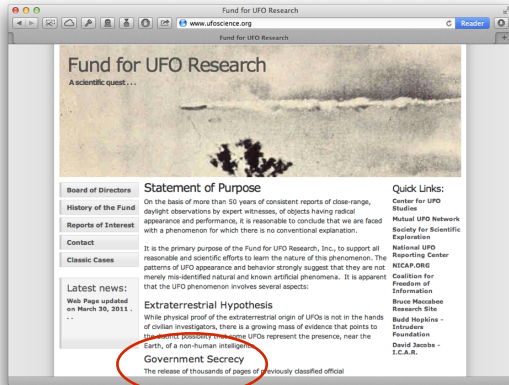 Fund for UFO Research
www.ufoscience.org
Reader
Fund for UFO Research
Fund for UFO Research
A scientific quest . . .
Board of Directors
History of the Fund
Reports of Interest
Contact
Classic Cases
Latest news:
Web Page updated
on March 30, 2011 .
. .
Statement of Purpose
On the basis of more than 50 years of consistent reports of close-range,
daylight observations by expert witnesses, of objects having radical
appearance and performance, it is reasonable to conclude that we are faced
with a phenomenon for which there is no conventional explanation.
It is the primary purpose of the Fund for UFO Research, Inc., to support all
reasonable and scientific efforts to learn the nature of this phenomenon. The
patterns of UFO appearance and behavior strongly suggest that they are not
merely mis-identified natural and known artificial phenomena. It is apparent
that the UFO phenomenon involves several aspects:
Extraterrestrial Hypothesis
While physical proof of the extraterrestrial origin of UFOs is not in the hands
of civilian investigators, there is a growing mass of evidence that points to
the distinct possibility that some UFOs represent the presence, near the
Earth, of a non-human intelligence.
Government Secrecy
The release of thousands of pages of previously classified official
Quick Links:
Center for UFO
Studies
Mutual UFO Network
Society for Scientific
Exploration
National UFO
Reporting Center
NICAP.ORG
Coalition for
Freedom of
Information
Bruce Maccabee
Research Site
Budd Hopkins -
Intruders
Foundation
David Jacobs -
I.C.A.R.